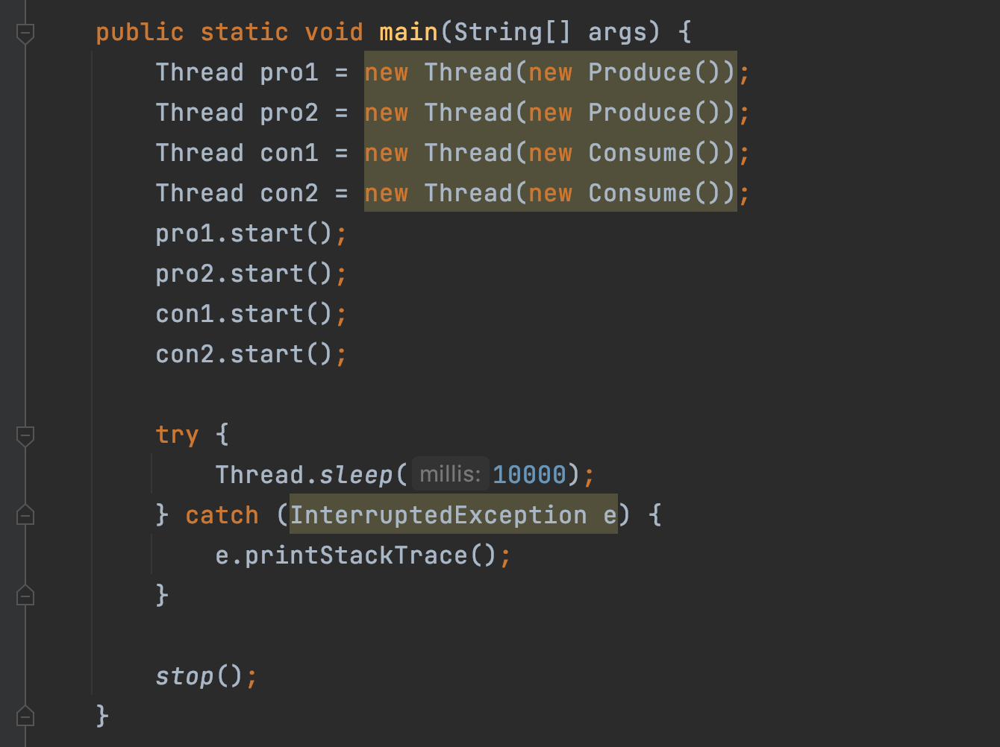 public static void main(String[] args) {
Thread pro1 = new Thread(new Produce());
Thread pro2 = new Thread(new Produce());
Thread con1 = new Thread(new Consume());
Thread con2 = new Thread(new Consume());
pro1.start();
pro2.start();
con1.start();
con2.start();
try {
Thread.sleep( millis: 10000);
} catch (InterruptedException e) {
e.printStackTrace();
}
stop();
}